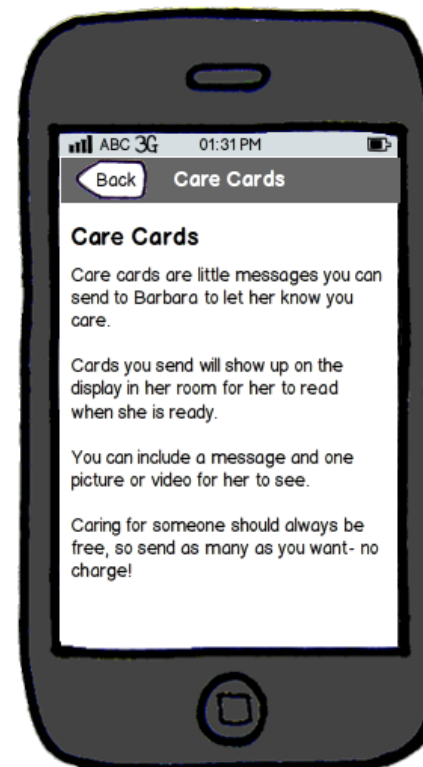 ABC 3G 01:31 PM
Back Care Cards
Care Cards
Care cards are little messages you can
send to Barbara to let her know you
care.
Cards you send will show up on the
display in her room for her to read
when she is ready.
You can include a message and one
picture or video for her to see.
Caring for someone should always be
free, so send as many as you want- no
charge!